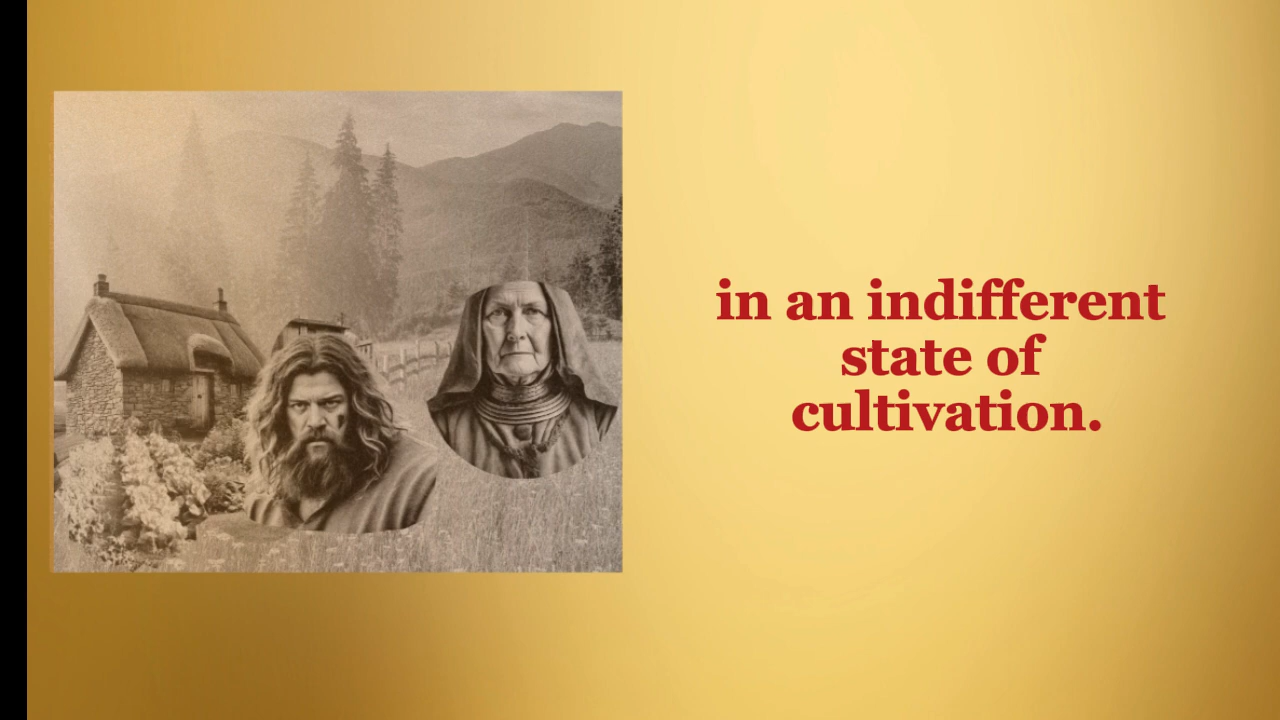 in an indifferent
state of
cultivation.